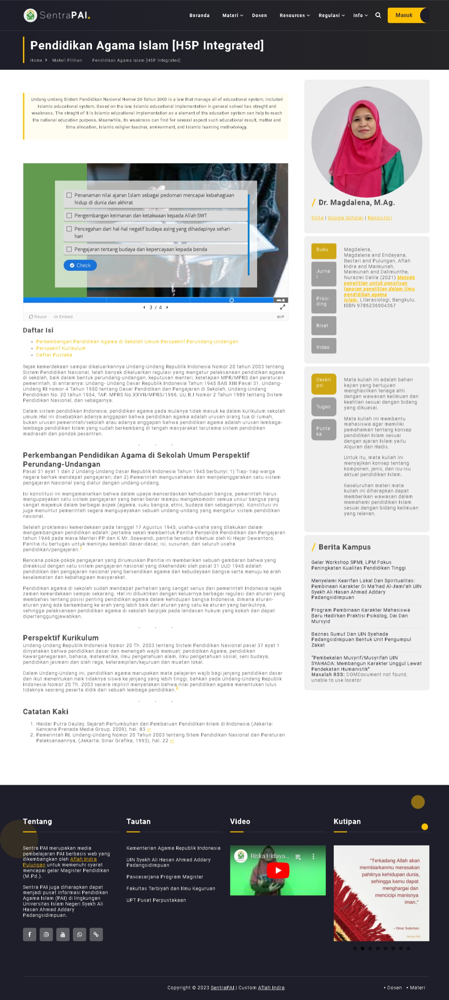 SentraPAI.
Beranda
Materi
Dosen
Resources
Regulasi
Info
Masuk
Pendidikan Agama Islam [H5P Integrated]
Home
Materi Pilihan
Pendidikan Agama Islam [H5P Integrated]
Undang-undang Sistem Pendidikan Nasional Nomor 20 Tahun 2003 is a law that manage all of educational system, included
Islamic educational system. Based on the law, Islamic educational implementation in general school has streght and
weakness. The streght of it is Islamic educational implementation as a element of the education system can help to reach
the national education purpose. Meanwhile, its weakness can find for several aspect such educational result, matter and
time allocation, Islamic religion teacher, environment, and Islamic learning methodology.
Penanaman nilai ajaran Islam sebagai pedoman mencapai kebahagiaan
hidup di dunia dan akhirat
Pengembangan keimanan dan ketakwaan kepada Allah SWT
Pencegahan dari hal-hal negatif budaya asing yang dihadapinya sehari-
hari
Pengajaran tentang budaya dan kepercayaan kepada benda
Check
3 / 4
Reuse
<> Embed
H5P
Daftar Isi
Perkembangan Pendidikan Agama di Sekolah Umum Perspektif Perundang-Undangan
Perspektif Kurikulum
Daftar Pustaka
Sejak kemerdekaan sampai dikeluarkannya Undang-Undang Republik Indonesia Nomor 20 tahun 2003 tentang
Sistem Pendidikan Nasional, telah banyak dikeluarkan regulasi yang mengatur pelaksanaan pendidikan agama
di sekolah, baik dalam bentuk perundang-undangan, keputusan menteri, ketetapan MPR/MPRS dan peraturan
pemerintah, di antaranya: Undang- Undang Dasar Republik Indonesia Tahun 1945 BAB XIII Pasal 31, Undang-
Undang RI nomor 4 Tahun 1950 tentang Dasar Pendidikan dan Pengajaran di Sekolah, Undang-Undang
Pendidikan No. 20 tahun 1954, TAP. MPRS No.XXVII/MPRS/1966, UU.R.I Nomor 2 Tahun 1989 tentang Sistem
Pendidikan Nasional, dan sebagainya.
Dalam sistem pendidikan Indonesia, pendidikan agama pada mulanya tidak masuk ke dalam kurikulum sekolah
umum.Hal ini disebabkan adanya anggapan bahwa pendidikan agama adalah urusan orang tua di rumah,
bukan urusan pemerintah/sekolah atau adanya anggapan bahwa pendidikan agama adalah urusan lembaga-
lembaga pendidikan Islam yang sudah berkembang di tengah masyarakat terutama sistem pendidikan
madrasah dan pondok pesantren.
. . .
Perkembangan Pendidikan Agama di Sekolah Umum Perspektif
Perundang-Undangan
Pasal 31 ayat 1 dan 2 Undang-Undang Dasar Republik Indonesia Tahun 1945 berbunyi: 1) Tiap- tiap warga
negara berhak mendapat pengajaran; dan 2) Pemerintah mengusahakan dan menyelenggarakan satu sistem
pengajaran Nasional yang diatur dengan undang-undang.
Isi konstitusi ini mengamanatkan bahwa dalam upaya mencerdaskan kehidupan bangsa, pemerintah harus
mengupayakan satu sistem pengajaran yang benar-benar mampu mengakomodir semua unsur bangsa yang
sangat majemuk dalam berbagai aspek (agama, suku bangsa, etnis, budaya dan sebagainya). Konstitusi ini
juga menuntut pemerintah segera mengupayakan sebuah undang-undang yang mengatur sistem pendidikan
nasional.
Setelah proklamasi kemerdekaan pada tanggal 17 Agustus 1945, usaha-usaha yang dilakukan dalam
mengembangkan pendidikan adalah: pertama sekali membentuk Panitia Penyelidik Pendidikan dan Pengajaran
tahun 1946 pada masa Menteri PP dan K Mr. Soewandi, panitia tersebut diketuai oleh Ki Hajar Dewantoro.
Panitia itu bertugas untuk meninjau kembali dasar-dasar, isi, susunan, dan seluruh usaha
pendidikan/pengajaran.1
Rencana pokok-pokok pengajaran yang dirumuskan Panitia ini memberikan sebuah gambaran bahwa yang
dimaksud dengan satu sistem pengajaran nasional yang dikehendaki oleh pasal 31 UUD 1945 adalah
pendidikan dan pengajaran nasional yang bersendikan agama dan kebudayaan bangsa serta menuju ke arah
keselamatan dan kebahagiaan masyarakat.
Pendidikan agama di sekolah sudah mendapat perhatian yang sangat serius dari pemerintah Indonesia sejak
zaman kemerdekaan sampai sekarang. Hal ini dibuktikan dengan keluarnya berbagai regulasi dan aturan yang
membahas tentang posisi penting pendidikan agama dalam kehidupan bangsa Indonesia, dimana aturan-
aturan yang ada berkembang ke arah yang lebih baik dari aturan yang satu ke aturan yang berikutnya,
sehingga pelaksanaan pendidikan agama di sekolah berpijak pada landasan hukum yang kokoh dan dapat
dipertanggungjawabkan.
. . .
Perspektif Kurikulum
Undang-Undang Republik Indonesia Nomor 20 Th. 2003 tentang Sistem Pendidikan Nasional pasal 37 ayat 1
dinyatakan bahwa pendidikan dasar dan menengah wajib memuat; pendidikan Agama, pendidikan
Kewarganegaraan, bahasa, matematika, ilmu pengetahuan alam, ilmu pengetahuan sosial, seni budaya,
pendidikan jasmani dan olah raga, keterampilan/kejuruan dan muatan lokal.
Dalam Undang-Undang ini, pendidikan agama merupakan mata pelajaran wajib bagi jenjang pendidikan dasar
dan ikut menentukan naik tidaknya siswa ke jenjang yang lebih tinggi, bahkan pada Undang-Undang Republik
Indonesia Nomor 20 Th. 2003 secara implisit menyatakan bahwa nilai pendidikan agama menentukan lulus
tidaknya seorang peserta didik dari sebuah lembaga pendidikan.2
. . .
Catatan Kaki
1. Haidar Putra Daulay, Sejarah Pertumbuhan dan Pembaruan Pendidikan Islam di Indonesia (Jakarta:
Kencana Prenada Media Group, 2009), hal. 83 ↩
2. Pemerintah RI, Undang-Undang Nomor 20 Tahun 2003 tentang Sitem Pendidikan Nasional dan Peraturan
Pelaksanaannya, (Jakarta: Sinar Grafika, 1993), hal. 22 ↩
/ Dr. Magdalena, M.Ag.
Sinta | Google Scholar | Repositori
Buku
Jurna
l
Prosi
ding
Riset
Video
Magdalena,
Magdalena and Endayana,
Bestari and Pulungan, Aflah
Indra and Maimunah,
Maimunah and Dalimunthe,
Nurazmi Dalila (2021) Metode
penelitian untuk penulisan
laporan penelitian dalam ilmu
pendidikan agama
Islam. Literasiologi, Bengkulu.
ISBN 9786236904367
Deskri
psi
Tugas
Pusta
ka
Mata kuliah ini adalah bahan
kajian yang bertujuan
menghasilkan tenaga ahli
dengan wawasan keilmuan dan
keahlian sesuai dengan bidang
yang dikuasai.
Mata kuliah ini membantu
mahasiswa agar memiliki
pemahaman tentang konsep
pendidikan Islam sesuai
dengan ajaran Islam yaitu
Alquran dan Hadis.
Untuk itu, mata kuliah ini
menyajikan konsep tentang
komponen, jenis, dan isu-isu
aktual pendidikan Islam.
Keseluruhan materi mata
kuliah ini diharapkan dapat
memberikan wawasan dalam
memahami pendidikan Islam
sesuai dengan bidang keilmuan
yang relevan.
/ Berita Kampus
Gelar Workshop SPMI, LPM Fokus
Peningkatan Kualitas Pendidikan Tinggi
Menyelami Kearifan Lokal Dan Spiritualitas:
Pembinaan Karakter Di Ma'had Al-Jami'ah UIN
Syekh Ali Hasan Ahmad Addary
Padangsidimpuan
Program Pembinaan Karakter Mahasiswa
Baru Hadirkan Praktisi Psikolog, Dai Dan
Mursyid
Baznas Sumut Dan UIN Syahada
Padangsidimpuan Bentuk Unit Pengumpul
Zakat
"Pembekalan Musyrif/Musyrifah UIN
SYAHADA: Membangun Karakter Unggul Lewat
Pendekatan Humanistik"
Masalah RSS: DOMDocument not found,
unable to use locator
Tentang
Sentra PAI merupakan media
pembelajaran PAI berbasis web yang
dikembangkan oleh Aflah Indra
Pulungan untuk memenuhi syarat
mencapai gelar Magister Pendidikan
(M.Pd.).
Sentra PAI juga diharapkan dapat
menjadi pusat informasi Pendidikan
Agama Islam (PAI) di lingkungan
Universitas Islam Negeri Syekh Ali
Hasan Ahmad Addary
Padangsidimpuan.
Tautan
Kementerian Agama Republik Indonesia
UIN Syekh Ali Hasan Ahmad Addary
Padangsidimpuan
Pascasarjana Program Magister
Fakultas Tarbiyah dan Ilmu Keguruan
UPT Pusat Perpustakaan
Video
Riska Hidaya...
Kutipan
"Terkadang Allah akan
membiarkanmu merasakan
pahitnya kehidupan dunia,
sehingga kamu dapat
menghargai dan
mencicipi manisnya
iman,"
– Omar Suleiman.
Sentra PAI
Copyright © 2023 SentraPAI | Custom Aflah Indra
• Dosen
• Materi